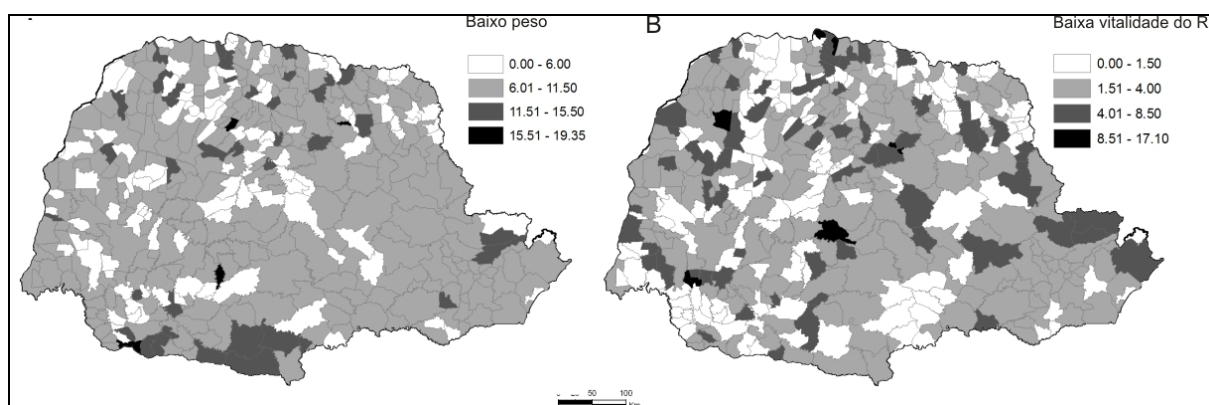 Baixo peso
0.00 - 6.00
6.01 - 11.50
11.51 - 15.50
15.51 - 19.35
B
Baixa vitalidade do R
0.00 - 1.50
1.51 - 4.00
4.01 - 8.50
8.51 - 17.10
50 100
Km